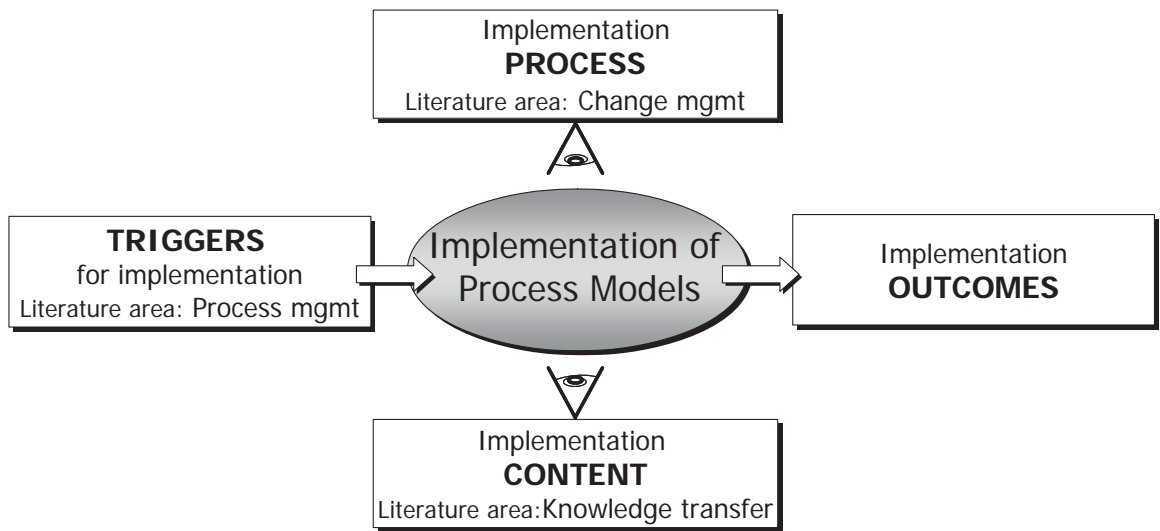 Implementation
PROCESS
Literature area: Change mgmt
TRIGGERS
for implementation
Literature area: Process mgmt
Implementation of
Process Models
Implementation
OUTCOMES
Implementation
CONTENT
Literature area:Knowledge transfer